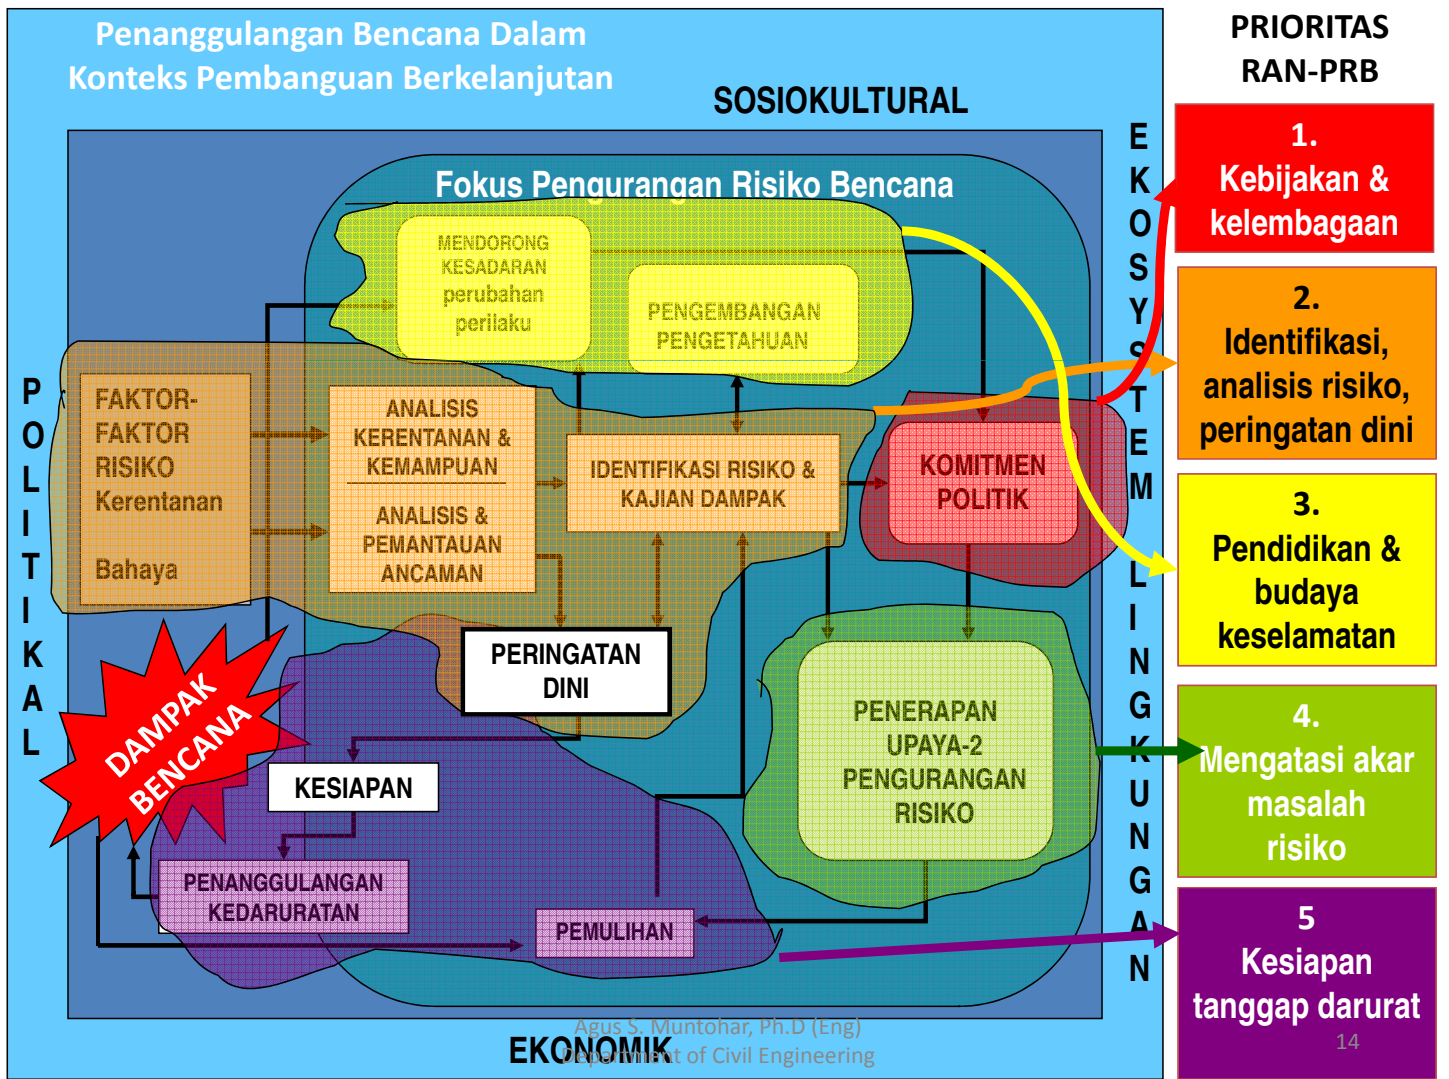 Penanggulangan Bencana Dalam
Konteks Pembanguan Berkelanjutan
PRIORITAS
RAN-PRB
SOSIOKULTURAL
POLITIKAL
EKOSYSTEM LINGKUNGAN
EKONOMIK
Fokus Pengurangan Risiko Bencana
MENDORONG
KESADARAN
perubahan
perilaku
PENGEMBANGAN
PENGETAHUAN
FAKTOR-
FAKTOR
RISIKO
Kerentanan
Bahaya
ANALISIS
KERENTANAN &
KEMAMPUAN
ANALISIS &
PEMANTAUAN
ANCAMAN
IDENTIFIKASI RISIKO &
KAJIAN DAMPAK
KOMITMEN
POLITIK
PERINGATAN
DINI
DAMPAK
BENCANA
KESIAPAN
PENANGGULANGAN
KEDARURATAN
PEMULIHAN
PENERAPAN
UPAYA-2
PENGURANGAN
RISIKO
1.
Kebijakan &
kelembagaan
2.
Identifikasi,
analisis risiko,
peringatan dini
3.
Pendidikan &
budaya
keselamatan
4.
Mengatasi akar
masalah
risiko
5
Kesiapan
tanggap darurat
Agus S. Muntohar, Ph.D (Eng)
Department of Civil Engineering
14